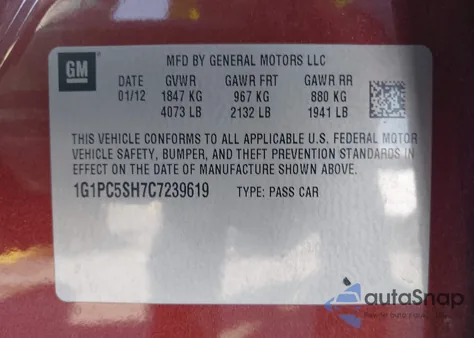 GM
MFD BY GENERAL MOTORS LLC
DATE GVWR GAWR FRT GAWR RR
01/12 1847 KG 967 KG 880 KG
4073 LB 2132 LB 1941 LB
THIS VEHICLE CONFORMS TO ALL APPLICABLE U.S. FEDERAL MOTOR
VEHICLE SAFETY, BUMPER, AND THEFT PREVENTION STANDARDS IN
EFFECT ON THE DATE OF MANUFACTURE SHOWN ABOVE.
1G1PC5SH7C7239619 TYPE: PASS CAR
autoSnap